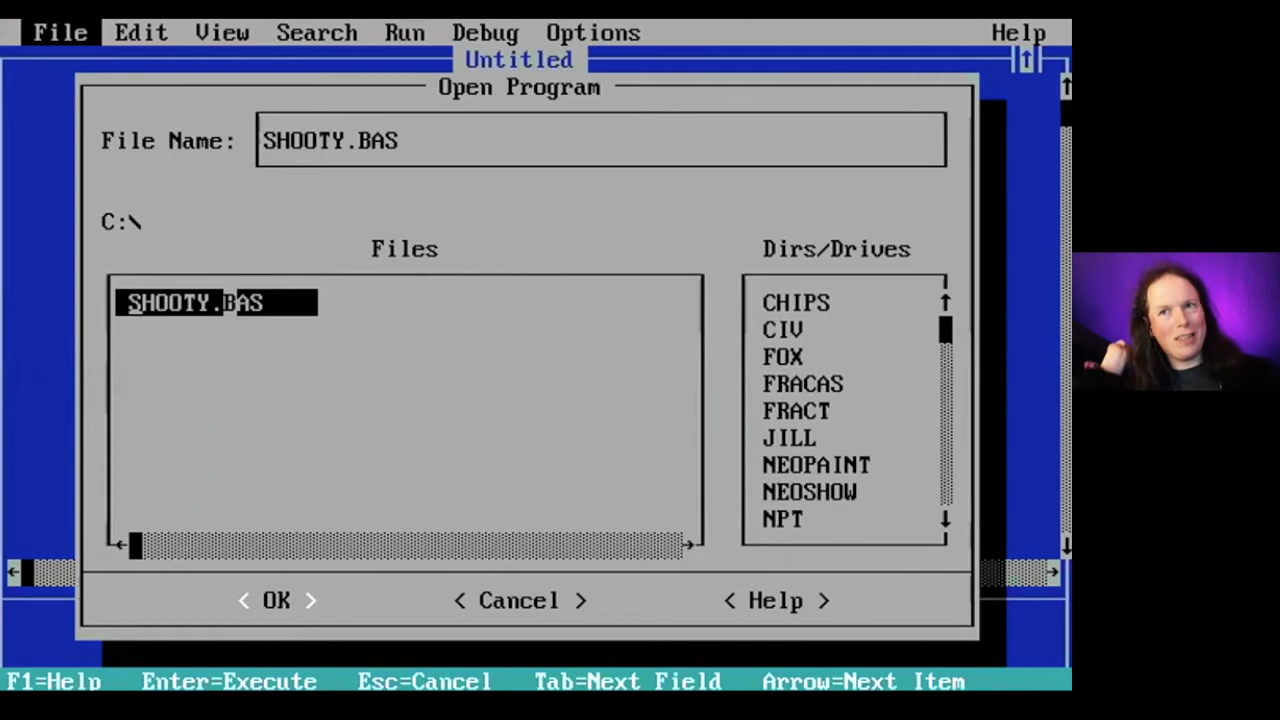 File Edit View Search Run Debug Options Help
Untitled
Open Program
File Name: SHOOTY.BAS
C:\
Files Dirs/Drives
SHOOTY.BAS
CHIPS
CIV
FOX
FRACAS
FRACT
JILL
NEOPAINT
NEOSHOW
NPT
< OK > < Cancel > < Help >
F1=Help Enter=Execute Esc=Cancel Tab=Next Field Arrow=Next Item